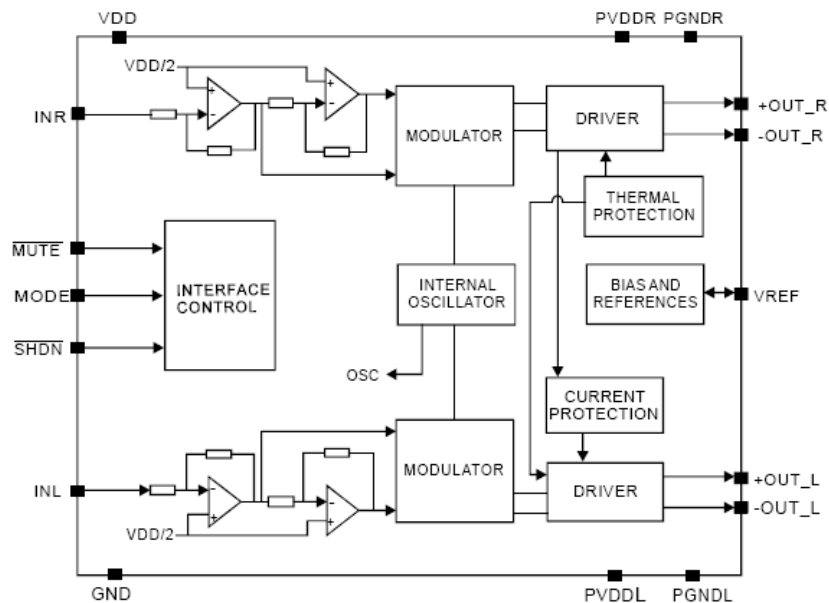 VDD
PVDDR
PGNDR
VDD/2
INR
MODULATOR
DRIVER
+OUT_R
-OUT_R
THERMAL
PROTECTION
MUTE
MODE
SHDN
INTERFACE
CONTROL
INTERNAL
OSCILLATOR
BIAS AND
REFERENCES
VREF
OSC
CURRENT
PROTECTION
MODULATOR
DRIVER
INL
VDD/2
+OUT_L
-OUT_L
GND
PVDDL
PGNDL
+
-
+
-
-
+
-
+